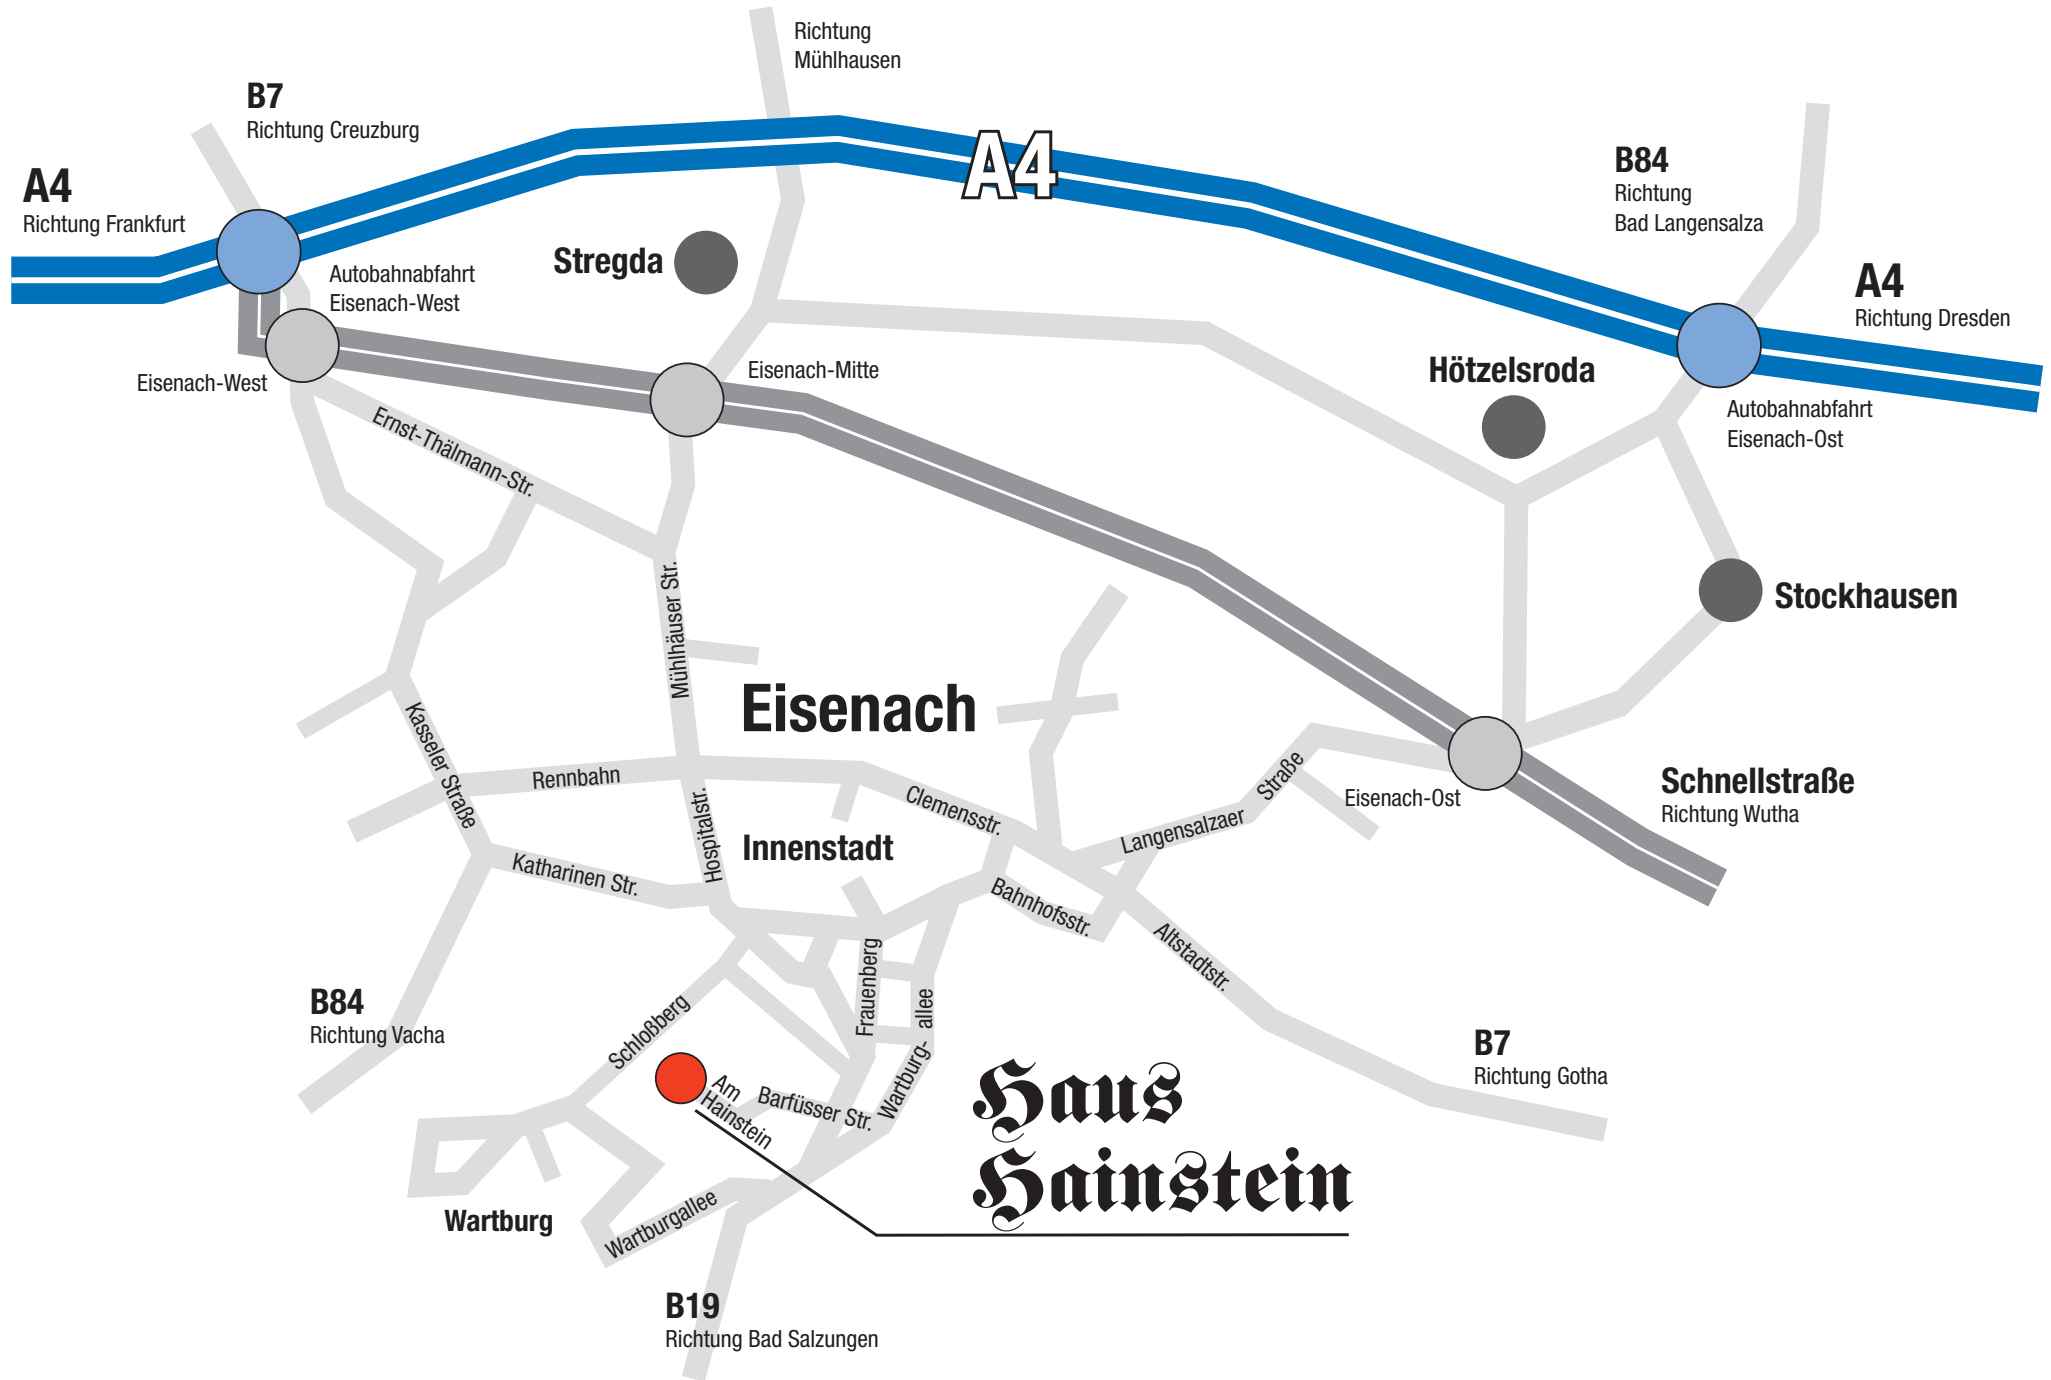 Richtung
Mühlhausen
B7
Richtung Creuzburg
A4
Richtung Frankfurt
A4
B84
Richtung
Bad Langensalza
A4
Richtung Dresden
Autobahnabfahrt
Eisenach-West
Stregda
Eisenach-West
Eisenach-Mitte
Hötzelsroda
Autobahnabfahrt
Eisenach-Ost
Ernst-Thälmann-Str.
Stockhausen
Mühlhäuser Str.
Eisenach
Kasseler Straße
Rennbahn
Hospitalstr.
Clemensstr.
Innenstadt
Langensalzaer
Straße
Eisenach-Ost
Schnellstraße
Richtung Wutha
Katharinen Str.
Bahnhofsstr.
Altstadtstr.
Frauenberg
Wartburg-
allee
B84
Richtung Vacha
Schloßberg
B7
Richtung Gotha
Am
Hainstein
Barfüsser Str.
Haus
Hainstein
Wartburg
Wartburgallee
B19
Richtung Bad Salzungen